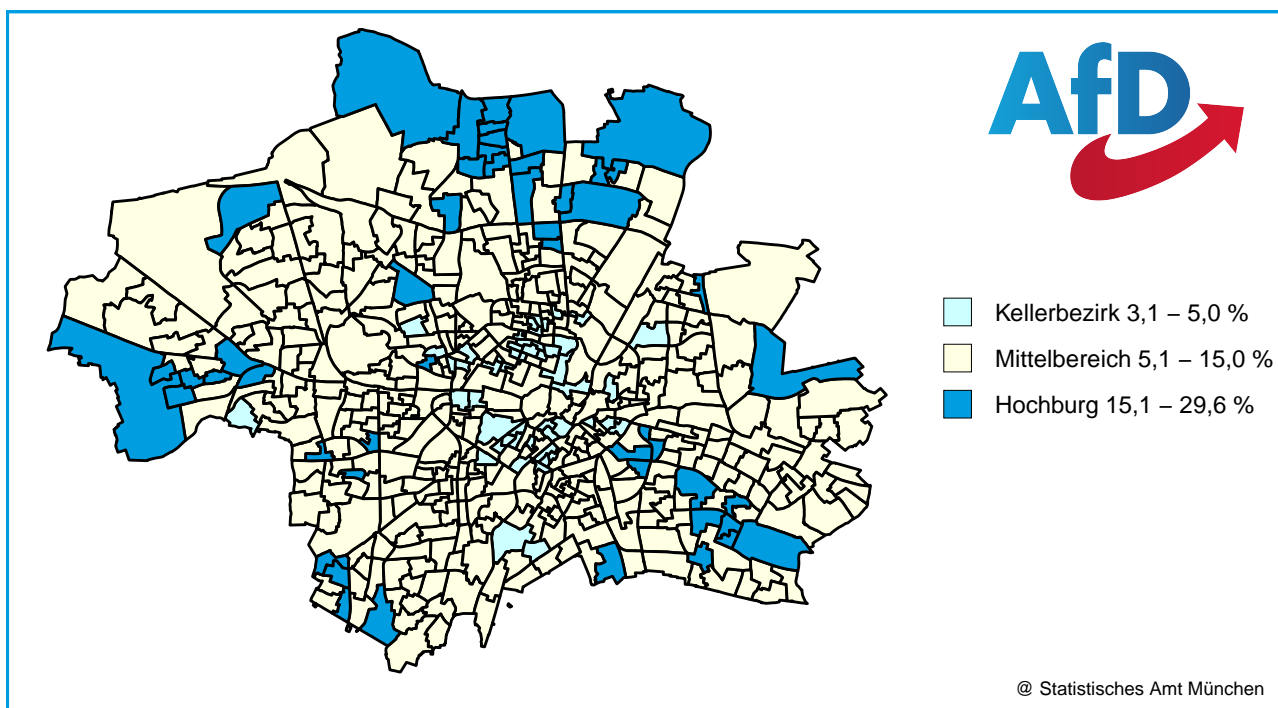 AfD
Kellerbezirk 3,1 – 5,0 %
Mittelbereich 5,1 – 15,0 %
Hochburg 15,1 – 29,6 %
@ Statistisches Amt München